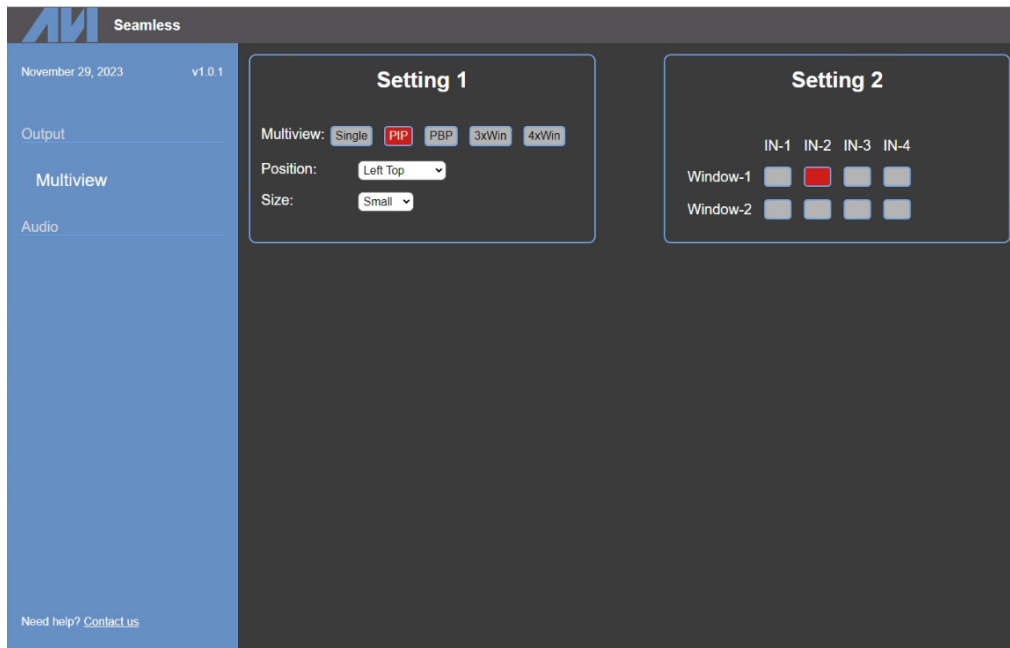 AVI Seamless
November 29, 2023 v1.0.1
Output
Multiview
Audio
Need help? Contact us
Setting 1
Multiview: Single PIP PBP 3xWin 4xWin
Position: Left Top
Size: Small
Setting 2
IN-1 IN-2 IN-3 IN-4
Window-1
Window-2